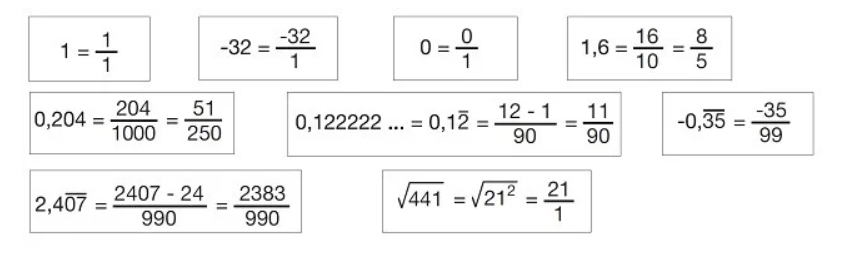 1 = 1/1
-32 = -32/1
0 = 0/1
1,6 = 16/10 = 8/5
0,204 = 204/1000 = 51/250
0,122222 ... = 0,12̅ = 12 - 1/90 = 11/90
-0,3̅5̅ = -35/99
2,40̅7̅ = 2407 - 24/990 = 2383/990
√441 = √21² = 21/1